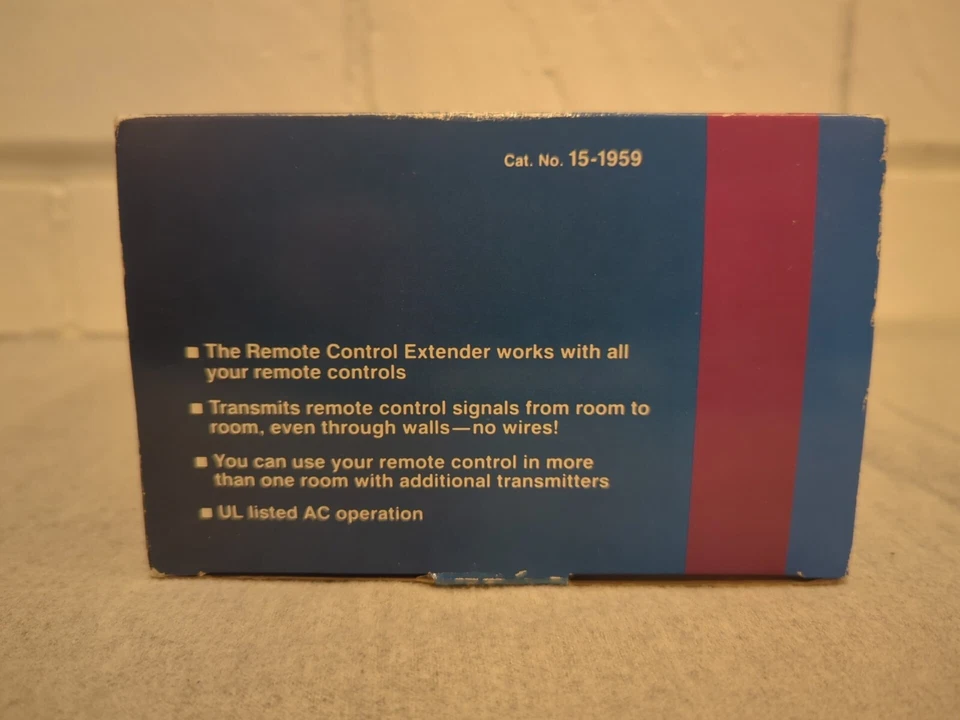 Cat. No. 15-1959
■ The Remote Control Extender works with all
your remote controls
■ Transmits remote control signals from room to
room, even through walls—no wires!
■ You can use your remote control in more
than one room with additional transmitters
■ UL listed AC operation